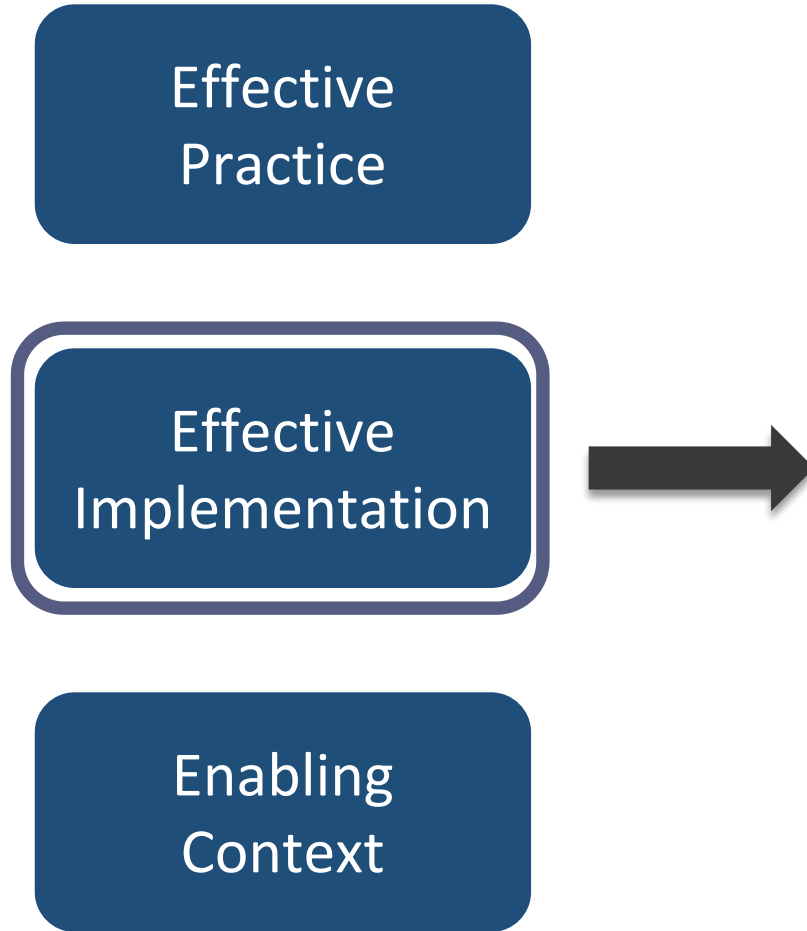 Effective
Practice
Effective
Implementation
Enabling
Context